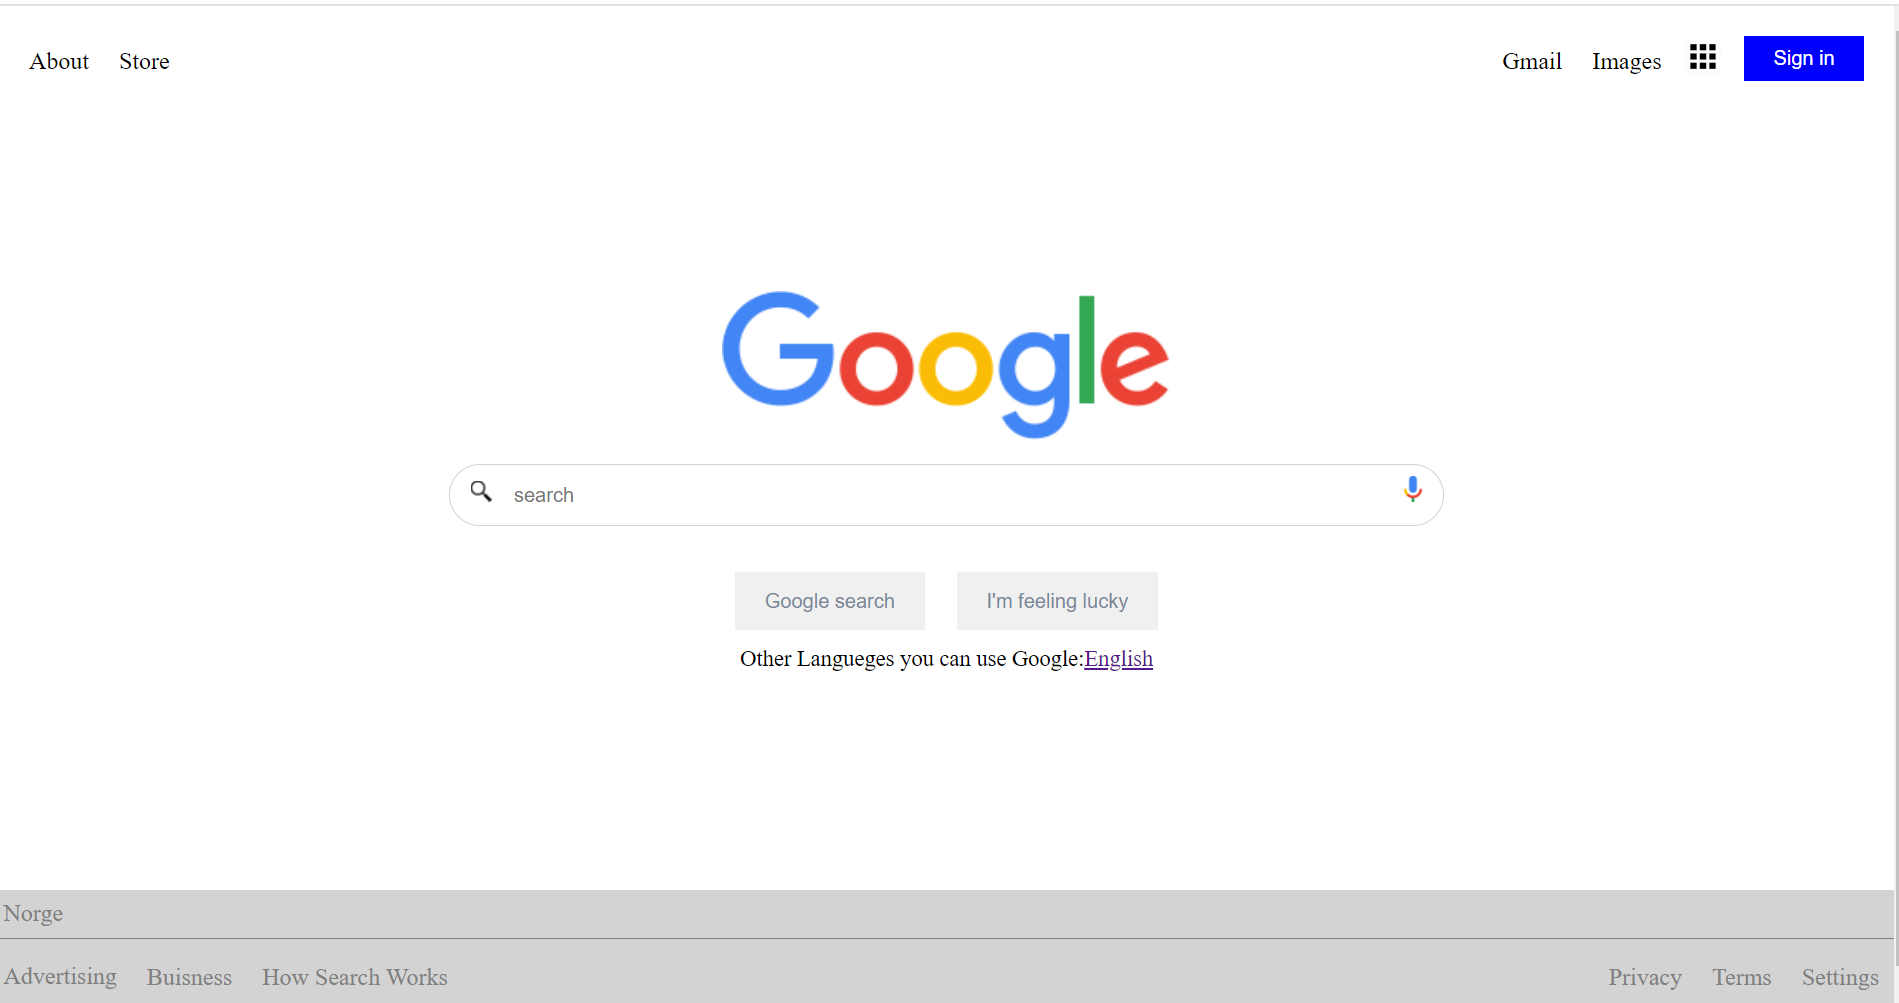 About Store Gmail Images Sign in
Google
search
Google search I'm feeling lucky
Other Langueges you can use Google:English
Norge
Advertising Buisness How Search Works Privacy Terms Settings